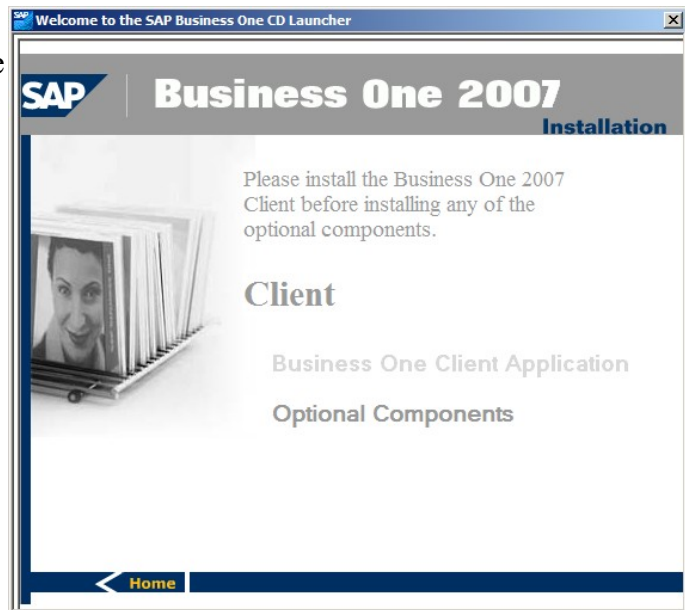 Welcome to the SAP Business One CD Launcher
e
SAP
Business One 2007
Installation
Please install the Business One 2007
Client before installing any of the
optional components.
Client
Business One Client Application
Optional Components
Home